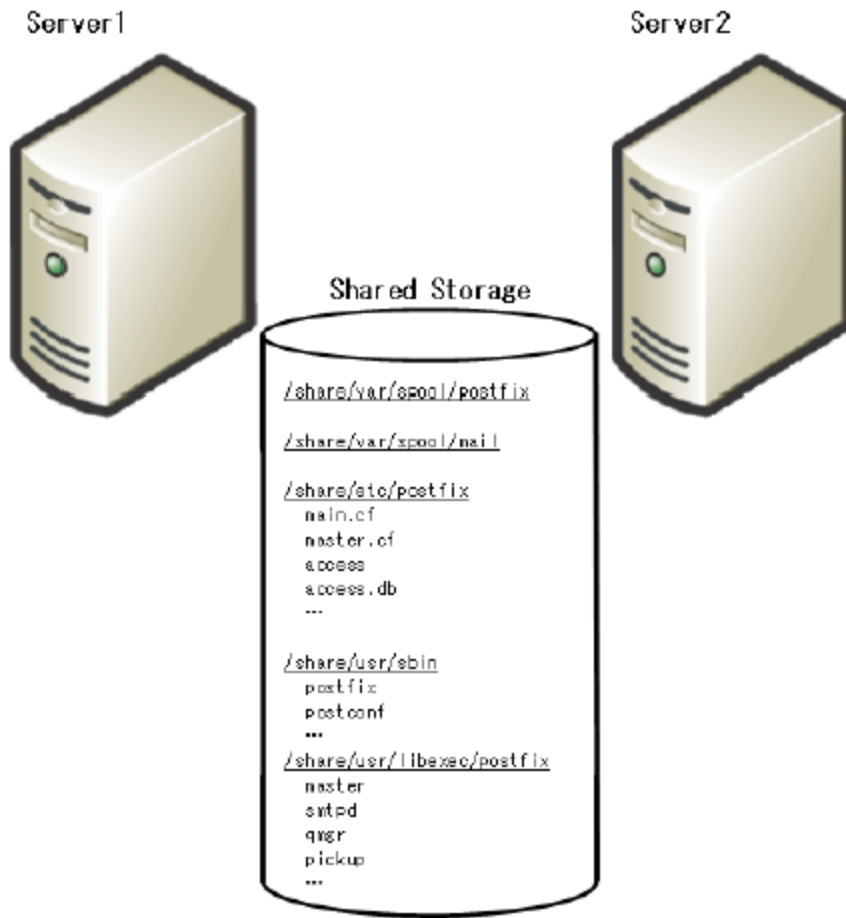 Server1
Server2
Shared Storage
/share/var/spool/postfix
/share/var/spool/mail
/share/etc/postfix
main.cf
master.cf
access
access.db
...
/share/usr/sbin
postfix
postconf
...
/share/usr/libexec/postfix
master
smtpd
qmgr
pickup
...